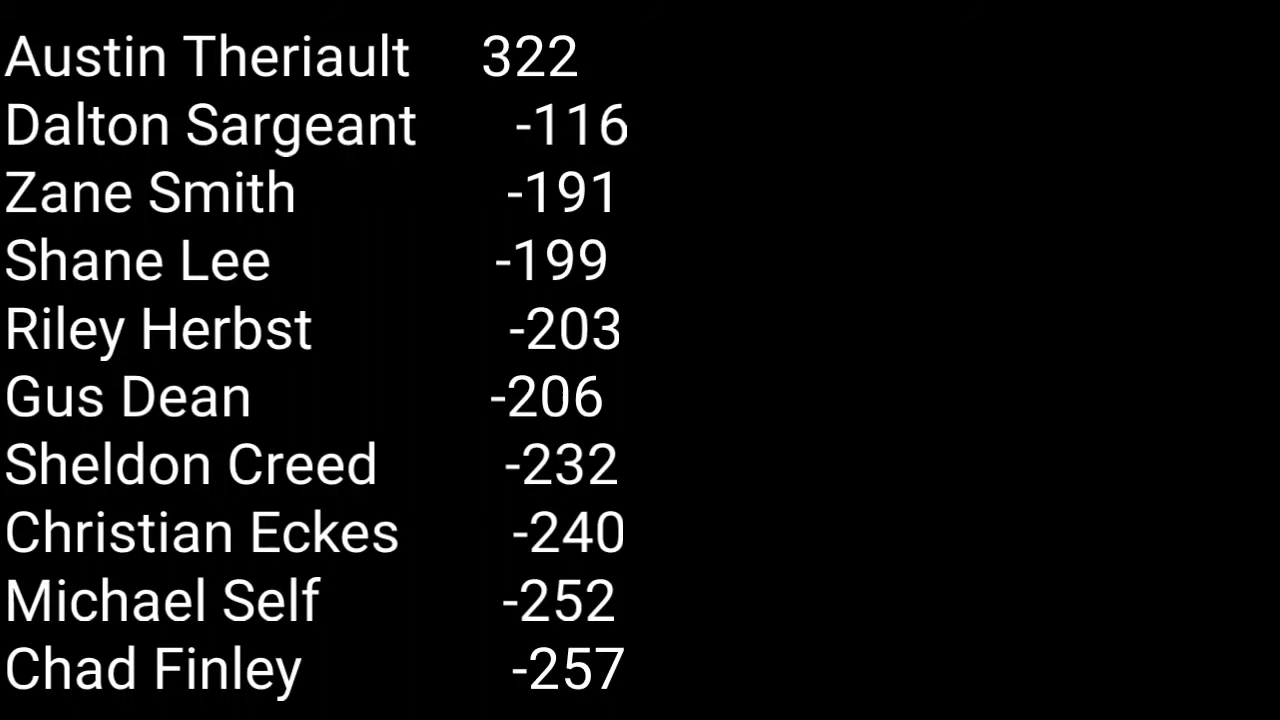 Austin Theriault 322
Dalton Sargeant -116
Zane Smith -191
Shane Lee -199
Riley Herbst -203
Gus Dean -206
Sheldon Creed -232
Christian Eckes -240
Michael Self -252
Chad Finley -257